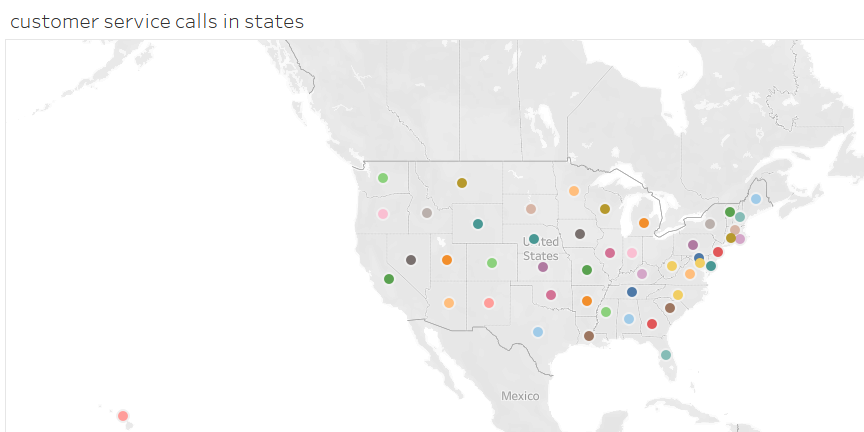 customer service calls in states
United
States
Mexico